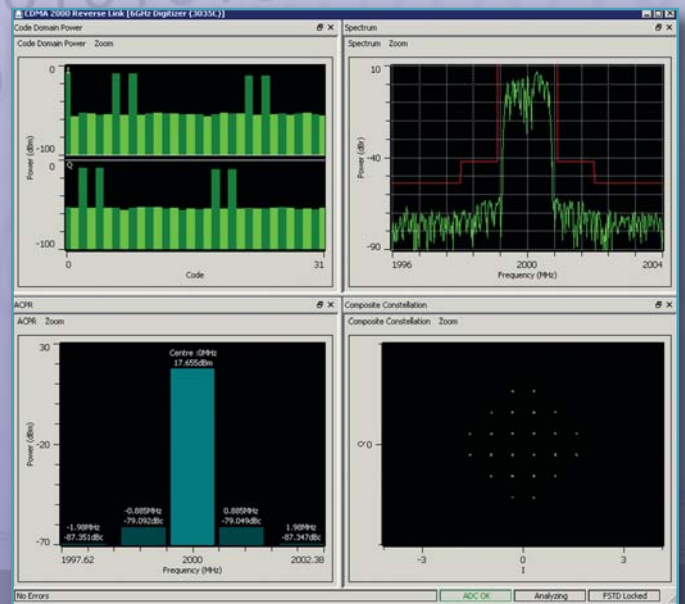 CDMA 2000 Reverse Link [6GHz Digitizer (3035C)]
Code Domain Power
Code Domain Power Zoom
0
I
Power (dBm)
-100
0
Q
-100
0
31
Code
Spectrum
Spectrum Zoom
10
Power (dBr)
-40
-90
1996
2000
2004
Frequency (MHz)
ACPR
ACPR Zoom
30
Centre :0MHz
17.655dBm
Power (dBm)
-20
-0.885MHz
-79.092dBc
0.885MHz
-79.049dBc
-1.98MHz
-87.351dBc
1.98MHz
-87.347dBc
-70
1997.62
2000
2002.38
Frequency (MHz)
Composite Constellation
Composite Constellation Zoom
Q
0
-3
0
3
I
No Errors
ADC OK
Analyzing
PSTD Locked